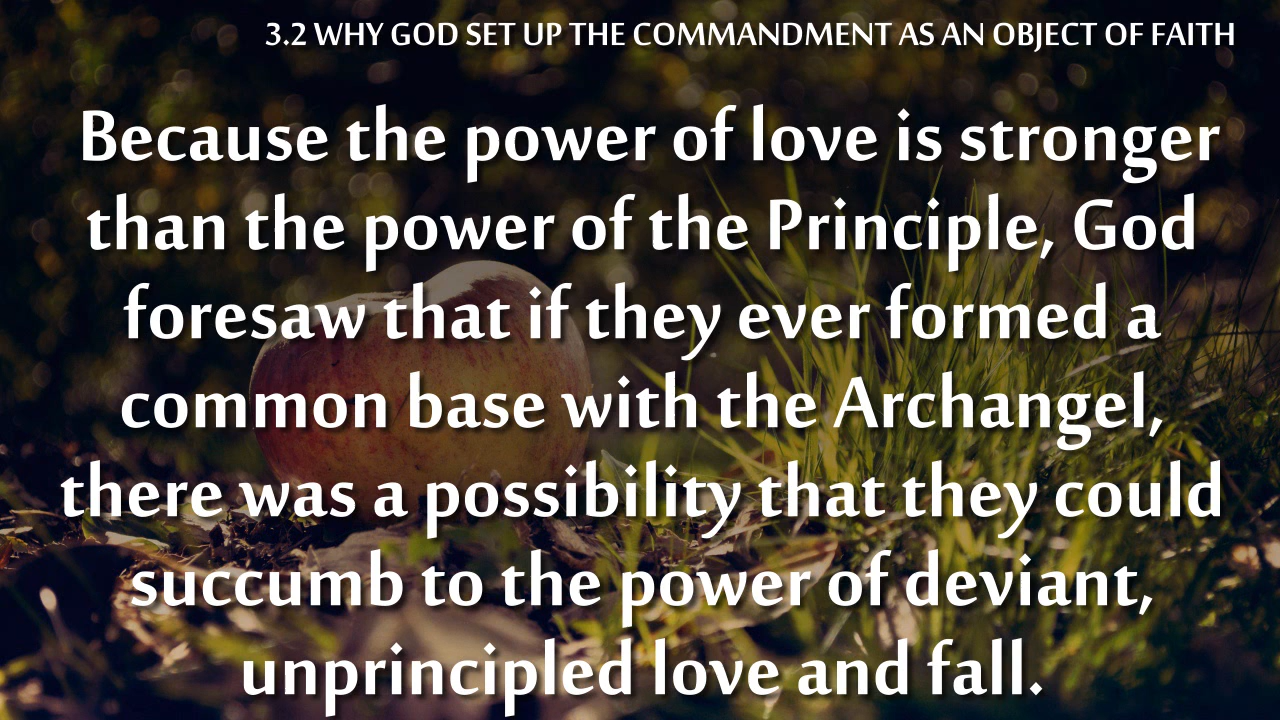 3.2 WHY GOD SET UP THE COMMANDMENT AS AN OBJECT OF FAITH
Because the power of love is stronger
than the power of the Principle, God
foresaw that if they ever formed a
common base with the Archangel,
there was a possibility that they could
succumb to the power of deviant,
unprincipled love and fall.